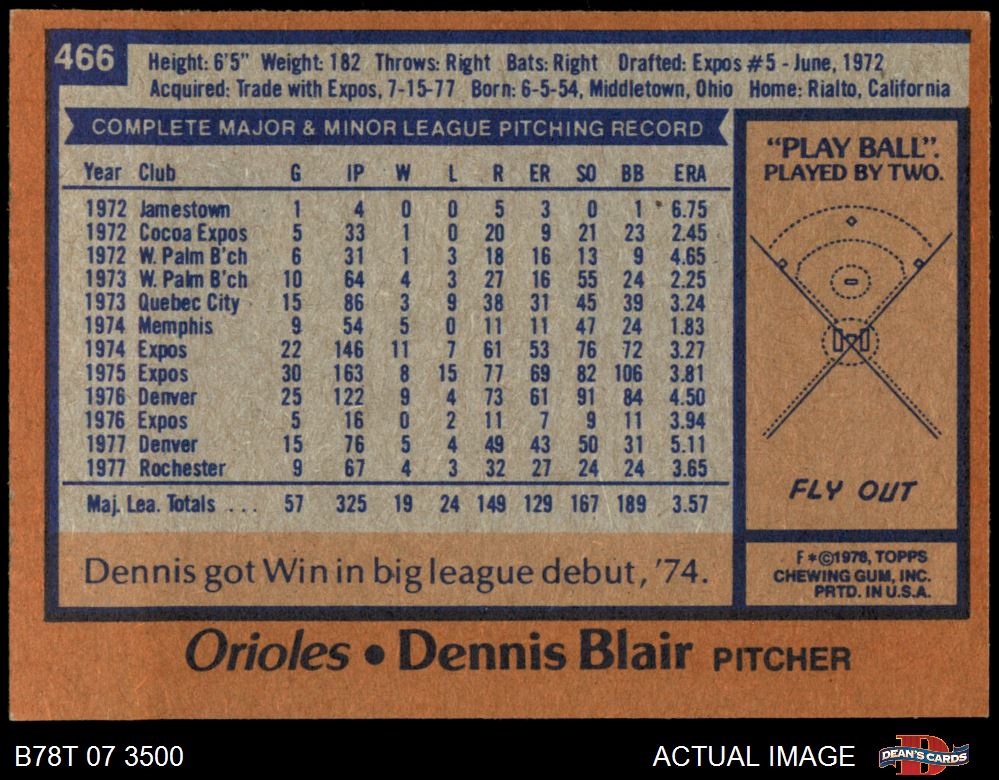 466
Height: 6'5" Weight: 182 Throws: Right Bats: Right Drafted: Expos #5 - June, 1972
Acquired: Trade with Expos, 7-15-77 Born: 6-5-54, Middletown, Ohio Home: Rialto, California
COMPLETE MAJOR & MINOR LEAGUE PITCHING RECORD
Year Club G IP W L R ER SO BB ERA
1972 Jamestown 1 4 0 0 5 3 0 1 6.75
1972 Cocoa Expos 5 33 1 0 20 9 21 23 2.45
1972 W. Palm B'ch 6 31 1 3 18 16 13 9 4.65
1973 W. Palm B'ch 10 64 4 3 27 16 55 24 2.25
1973 Quebec City 15 86 3 9 38 31 45 39 3.24
1974 Memphis 9 54 5 0 11 11 47 24 1.83
1974 Expos 22 146 11 7 61 53 76 72 3.27
1975 Expos 30 163 8 15 77 69 82 106 3.81
1976 Denver 25 122 9 4 73 61 91 84 4.50
1976 Expos 5 16 0 2 11 7 9 11 3.94
1977 Denver 15 76 5 4 49 43 50 31 5.11
1977 Rochester 9 67 4 3 32 27 24 24 3.65
Maj. Lea. Totals . . . 57 325 19 24 149 129 167 189 3.57
Dennis got Win in big league debut, '74.
"PLAY BALL".
PLAYED BY TWO.
FLY OUT
F*©1978, TOPPS
CHEWING GUM, INC.
PRTD. IN U.S.A.
Orioles • Dennis Blair PITCHER
B78T 07 3500
ACTUAL IMAGE
D
DEAN'S CARDS